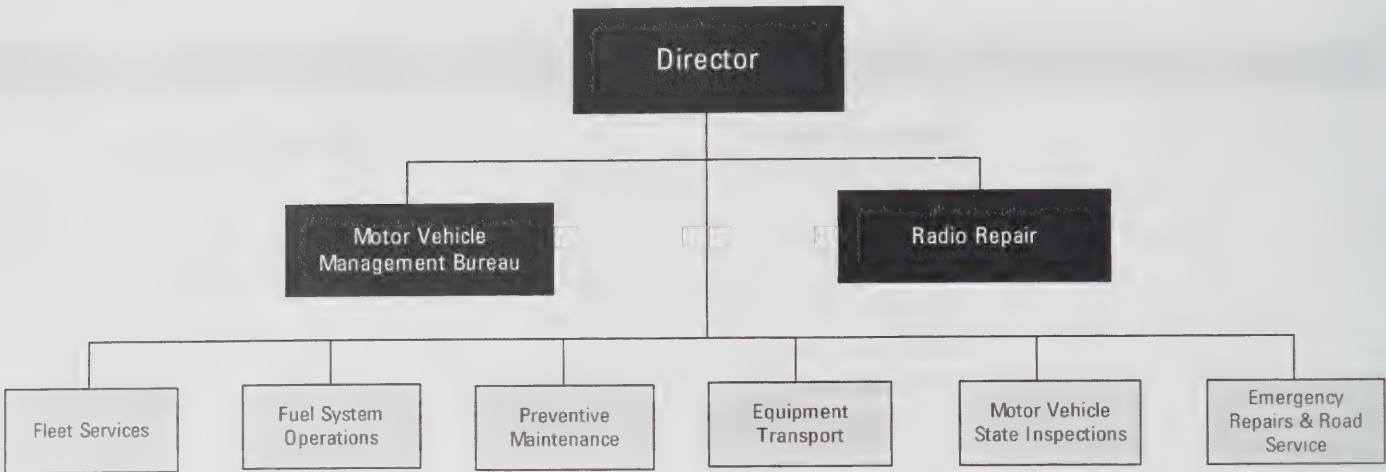 Director
Motor Vehicle
Management Bureau
Radio Repair
Fleet Services
Fuel System
Operations
Preventive
Maintenance
Equipment
Transport
Motor Vehicle
State Inspections
Emergency
Repairs & Road
Service